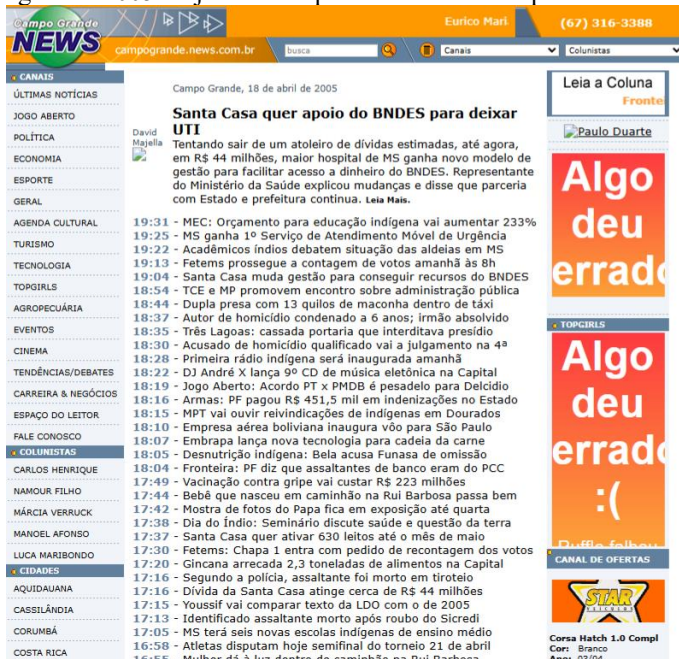 Campo Grande
NEWS
Eurico Mari
(67) 316-3388
campogrande.news.com.br
busca
Canais
Colunistas
CANAIS
ÚLTIMAS NOTÍCIAS
JOGO ABERTO
POLÍTICA
ECONOMIA
ESPORTE
GERAL
AGENDA CULTURAL
TURISMO
TECNOLOGIA
TOPGIRLS
AGROPECUÁRIA
EVENTOS
CINEMA
TENDÊNCIAS/DEBATES
CARREIRA & NEGÓCIOS
ESPAÇO DO LEITOR
FALE CONOSCO
COLUNISTAS
CARLOS HENRIQUE
NAMOUR FILHO
MÁRCIA VERRUCK
MANOEL AFONSO
LUCA MARIBONDO
CIDADES
AQUIDAUANA
CASSILÂNDIA
CORUMBÁ
COSTA RICA
Campo Grande, 18 de abril de 2005
David
Majella
Santa Casa quer apoio do BNDES para deixar
UTI
Tentando sair de um atoleiro de dívidas estimadas, até agora,
em R$ 44 milhões, maior hospital de MS ganha novo modelo de
gestão para facilitar acesso a dinheiro do BNDES. Representante
do Ministério da Saúde explicou mudanças e disse que parceria
com Estado e prefeitura continua. Leia Mais.
19:31 - MEC: Orçamento para educação indígena vai aumentar 233%
19:25 - MS ganha 1º Serviço de Atendimento Móvel de Urgência
19:22 - Acadêmicos índios debatem situação das aldeias em MS
19:13 - Fetems prossegue a contagem de votos amanhã às 8h
19:04 - Santa Casa muda gestão para conseguir recursos do BNDES
18:54 - TCE e MP promovem encontro sobre administração pública
18:44 - Dupla presa com 13 quilos de maconha dentro de táxi
18:37 - Autor de homicídio condenado a 6 anos; irmão absolvido
18:35 - Três Lagoas: cassada portaria que interditava presídio
18:30 - Acusado de homicídio qualificado vai a julgamento na 4ª
18:28 - Primeira rádio indígena será inaugurada amanhã
18:22 - DJ André X lança 9º CD de música eletônica na Capital
18:19 - Jogo Aberto: Acordo PT x PMDB é pesadelo para Delcidio
18:16 - Armas: PF pagou R$ 451,5 mil em indenizações no Estado
18:15 - MPT vai ouvir reivindicações de indígenas em Dourados
18:10 - Empresa aérea boliviana inaugura vôo para São Paulo
18:07 - Embrapa lança nova tecnologia para cadeia da carne
18:05 - Desnutrição indígena: Bela acusa Funasa de omissão
18:04 - Fronteira: PF diz que assaltantes de banco eram do PCC
17:49 - Vacinação contra gripe vai custar R$ 223 milhões
17:44 - Bebê que nasceu em caminhão na Rui Barbosa passa bem
17:42 - Mostra de fotos do Papa fica em exposição até quarta
17:38 - Dia do Índio: Seminário discute saúde e questão da terra
17:37 - Santa Casa quer ativar 630 leitos até o mês de maio
17:30 - Fetems: Chapa 1 entra com pedido de recontagem dos votos
17:20 - Gincana arrecada 2,3 toneladas de alimentos na Capital
17:16 - Segundo a polícia, assaltante foi morto em tiroteio
17:16 - Dívida da Santa Casa atinge cerca de R$ 44 milhões
17:15 - Youssif vai comparar texto da LDO com o de 2005
17:13 - Identificado assaltante morto após roubo do Sicredi
17:05 - MS terá seis novas escolas indígenas de ensino médio
16:58 - Atletas disputam hoje semifinal do torneio 21 de abril
16:55 - Mulher dá à luz dentro de caminhão na Rui Barbosa
Leia a Coluna
Fronte
Paulo Duarte
Algo
deu
errado
TOPGIRLS
Algo
deu
errado
:(
Ruffle falhou
CANAL DE OFERTAS
STAR
VEÍCULOS
Corsa Hatch 1.0 Compl
Cor: Branco
Ano: 03/04